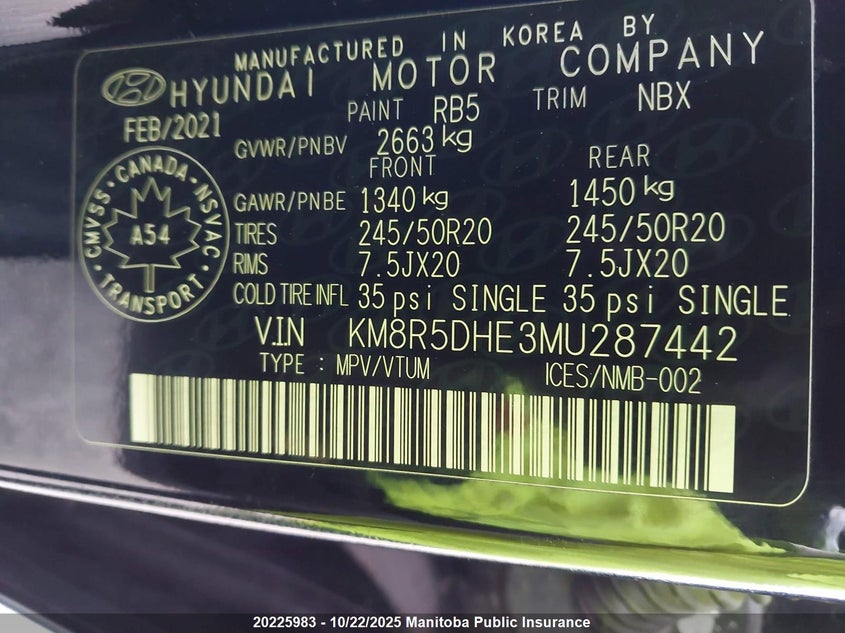 MANUFACTURED IN KOREA BY
HYUNDAI MOTOR COMPANY
FEB/2021 PAINT RB5 TRIM NBX
GVWR/PNBV 2663 kg
FRONT REAR
GAWR/PNBE 1340 kg 1450 kg
TIRES 245/50R20 245/50R20
RIMS 7.5JX20 7.5JX20
COLD TIRE INFL 35 psi SINGLE 35 psi SINGLE
V.I.N KM8R5DHE3MU287442
TYPE : MPV/VTUM ICES/NMB-002
CMVSS · CANADA · NSVAC · TRANSPORT ·
A54
20225983 - 10/22/2025 Manitoba Public Insurance